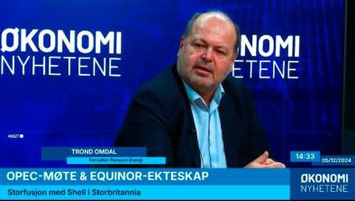 ØKONOMI
NYHETENE
ØKONOMI
NYHETENE
TROND OMDAL
Forvalter Pensum Energi
14:33
05/12/2024
OPEC-MØTE & EQUINOR-EKTESKAP
Storfusjon med Shell i Storbritannia
ØKONOMI
NYHETENE